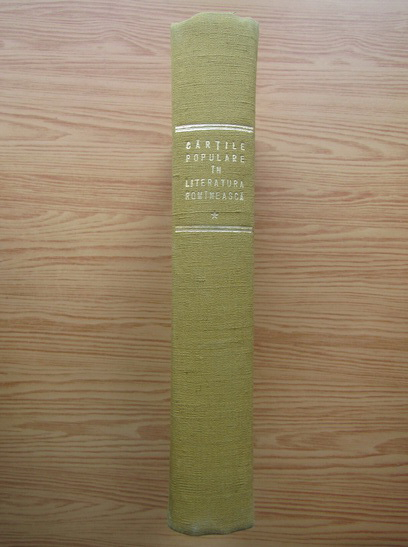 CĂRȚILE
POPULARE
ÎN
LITERATURA
ROMÎNEASCĂ
*